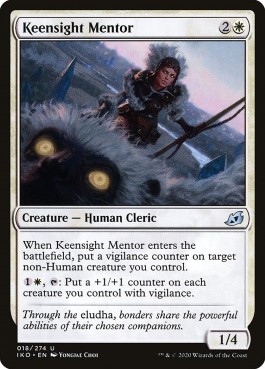 Keensight Mentor 2
Creature — Human Cleric
When Keensight Mentor enters the
battlefield, put a vigilance counter on target
non-Human creature you control.
1, : Put a +1/+1 counter on each
creature you control with vigilance.
Through the eludha, bonders share the powerful
abilities of their chosen companions.
1/4
018/274 U
IKO • EN Yongjae Choi
™ & © 2020 Wizards of the Coast